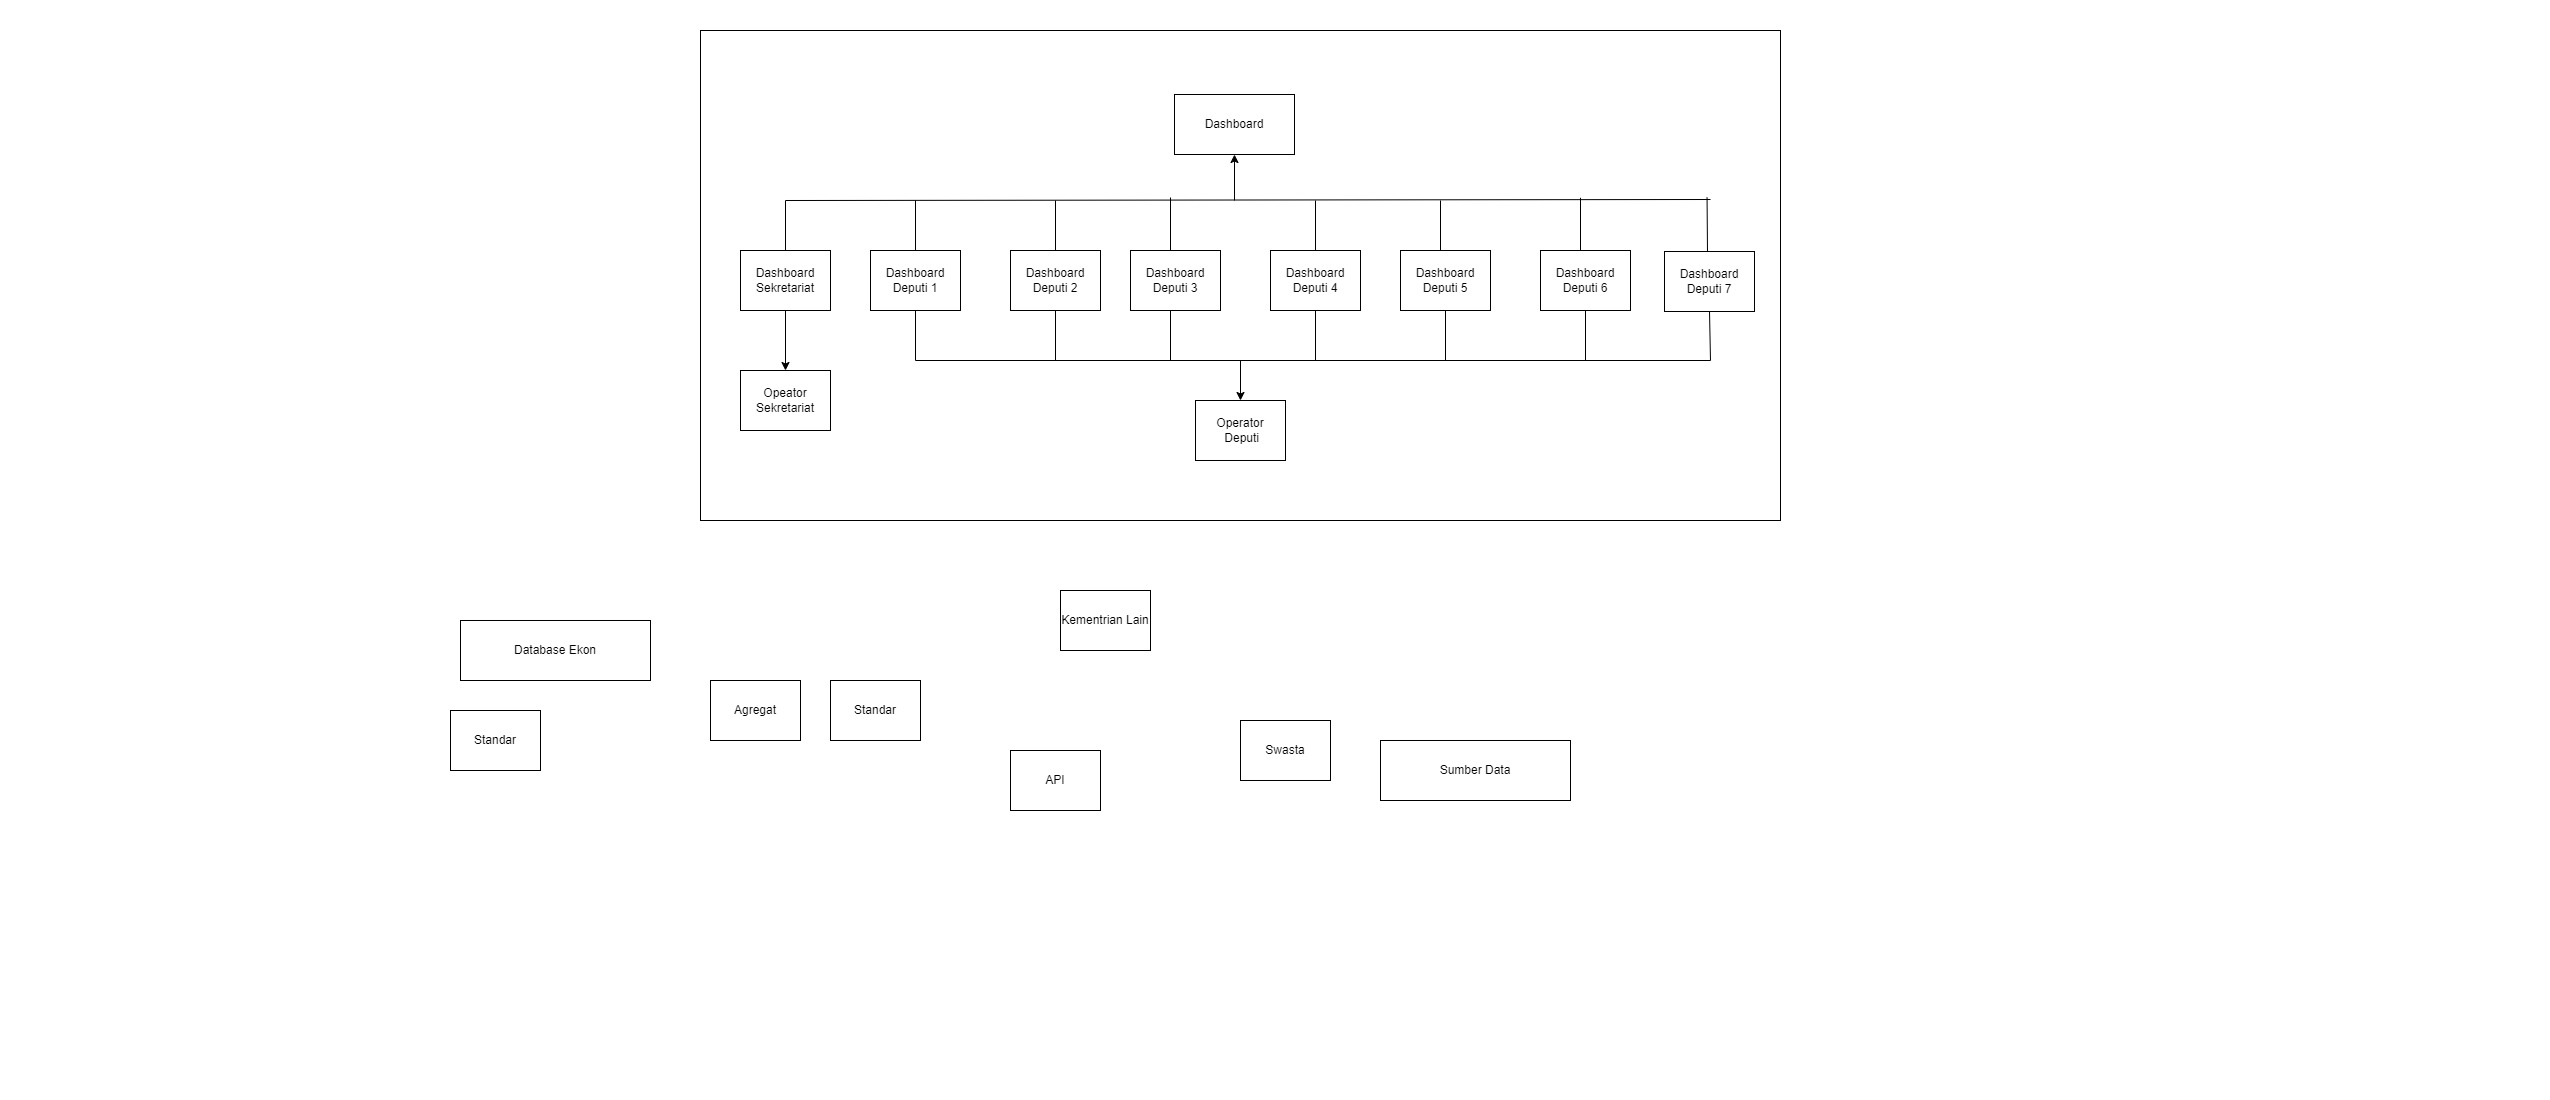 Dashboard
Dashboard
Sekretariat
Dashboard
Deputi 1
Dashboard
Deputi 2
Dashboard
Deputi 3
Dashboard
Deputi 4
Dashboard
Deputi 5
Dashboard
Deputi 6
Dashboard
Deputi 7
Opeator
Sekretariat
Operator
Deputi
Kementrian Lain
Database Ekon
Agregat
Standar
Standar
Swasta
Sumber Data
API